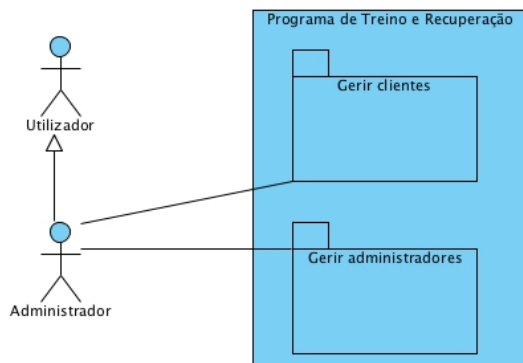 Programa de Treino e Recuperação
Gerir clientes
Utilizador
Gerir administradores
Administrador